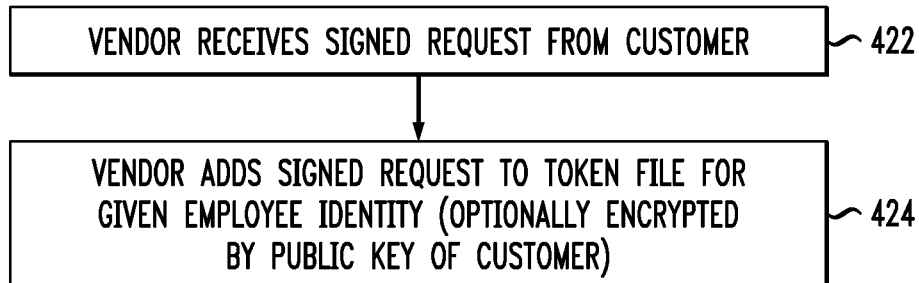 VENDOR RECEIVES SIGNED REQUEST FROM CUSTOMER
422
VENDOR ADDS SIGNED REQUEST TO TOKEN FILE FOR
GIVEN EMPLOYEE IDENTITY (OPTIONALLY ENCRYPTED
BY PUBLIC KEY OF CUSTOMER)
424